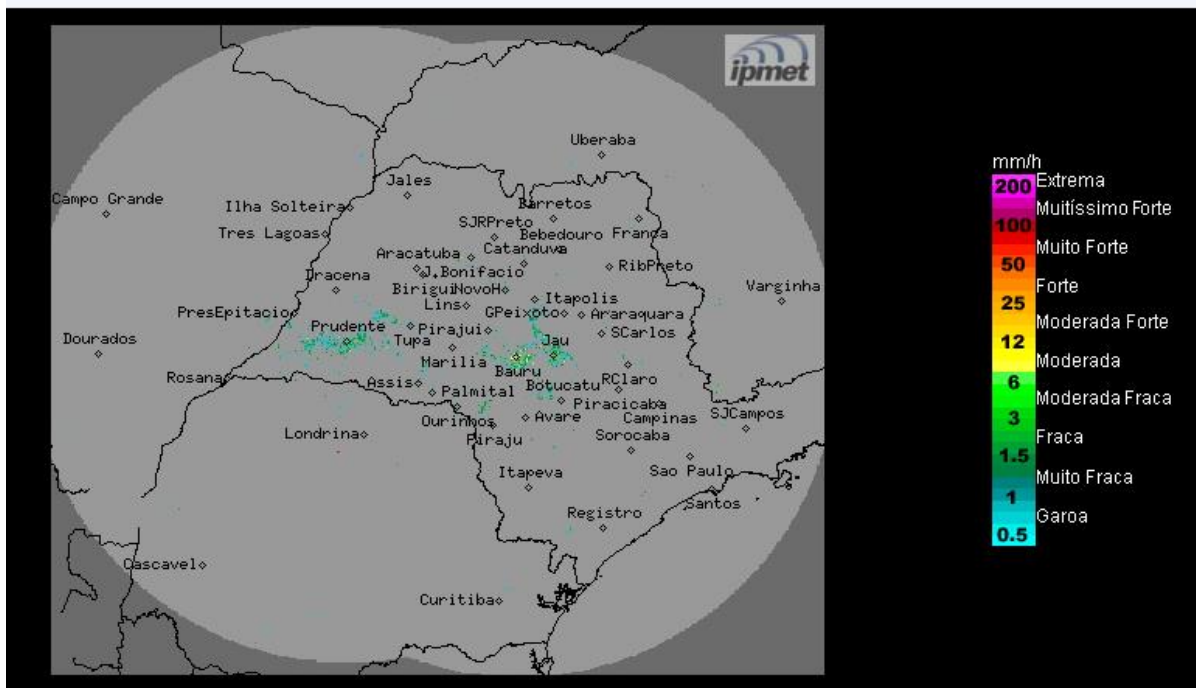 ipmet
Uberaba
Jales
Campo Grande
Ilha Solteira
Barretos
SJRPreto
Tres Lagoas
Bebedouro Franca
Aracatuba
Catanduva
Dracena
J.Bonifacio
RibPreto
Birigui
NovoH
Varginha
Lins
Itapolis
PresEpitacio
GPeixoto
Araraquara
Prudente
Pirajui
SCarlos
Dourados
Tupa
Jau
Marilia
Bauru
Rosana
Assis
Botucatu
RClaro
Palmital
Piracicaba
Ourinhos
Avare
Campinas
SJCampos
Londrina
Piraju
Sorocaba
Itapeva
Sao Paulo
Santos
Registro
Cascavel
Curitiba
mm/h
200 Extrema
Muitíssimo Forte
100
Muito Forte
50
Forte
25
Moderada Forte
12
Moderada
6
Moderada Fraca
3
Fraca
1.5
Muito Fraca
1
Garoa
0.5